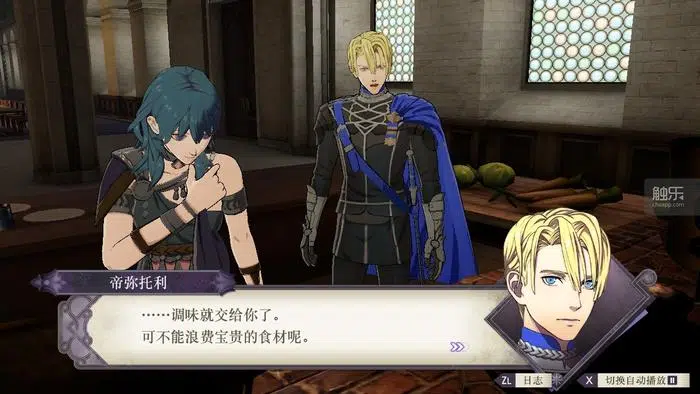 触乐
chuapp.com
帝弥托利
……调味就交给你了。
可不能浪费宝贵的食材呢。
ZL 日志
X 切换自动播放